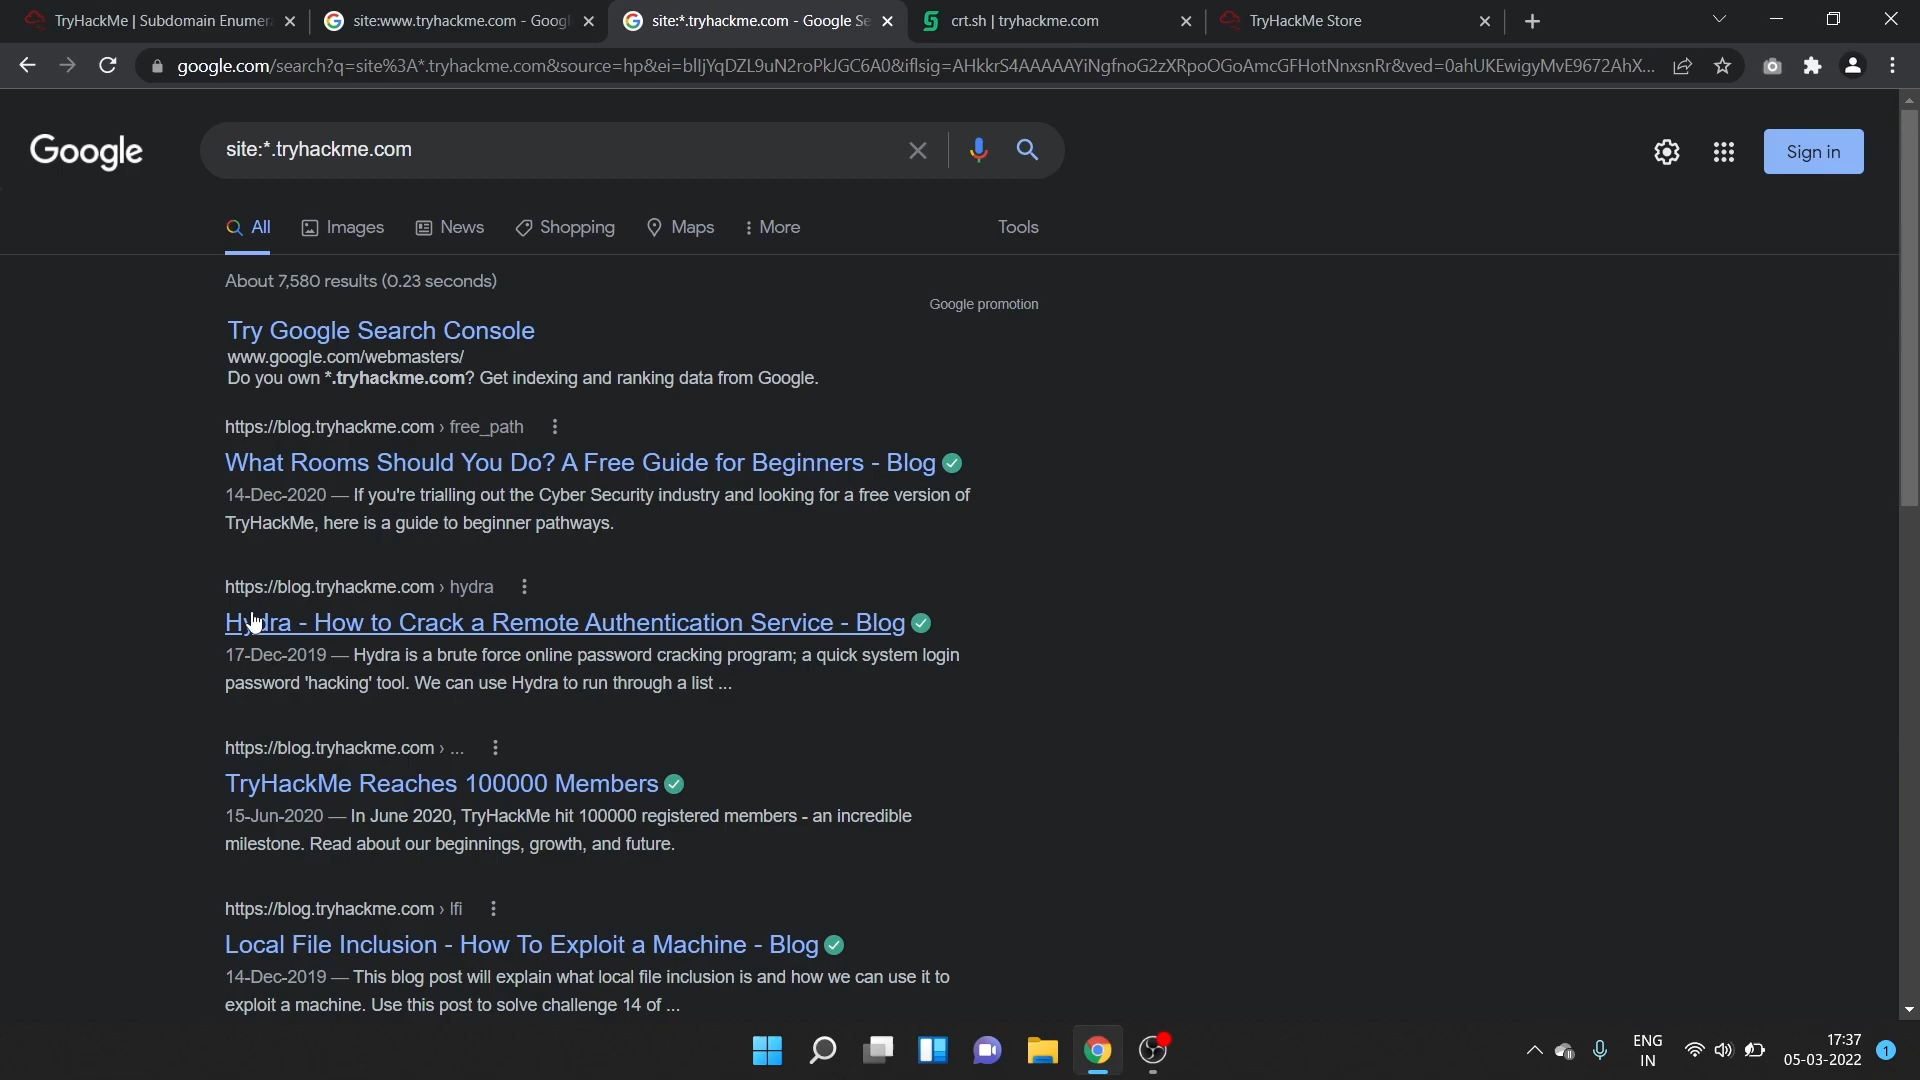 TryHackMe | Subdomain Enumer
site:www.tryhackme.com - Googl
site:*.tryhackme.com - Google Se
crt.sh | tryhackme.com
TryHackMe Store
google.com/search?q=site%3A*.tryhackme.com&source=hp&ei=blljYqDZL9uN2roPkJGC6A0&iflsig=AHkkrS4AAAAAYiNgfnoG2zXRpoOGoAmcGFHotNnxsnRr&ved=0ahUKEwigyMvE9672AhX...
Google
site:*.tryhackme.com
Sign in
All Images News Shopping Maps More Tools
About 7,580 results (0.23 seconds)
Google promotion
Try Google Search Console
www.google.com/webmasters/
Do you own *.tryhackme.com? Get indexing and ranking data from Google.
https://blog.tryhackme.com › free_path
What Rooms Should You Do? A Free Guide for Beginners - Blog
14-Dec-2020 — If you're trialling out the Cyber Security industry and looking for a free version of
TryHackMe, here is a guide to beginner pathways.
https://blog.tryhackme.com › hydra
Hydra - How to Crack a Remote Authentication Service - Blog
17-Dec-2019 — Hydra is a brute force online password cracking program; a quick system login
password 'hacking' tool. We can use Hydra to run through a list ...
https://blog.tryhackme.com › ...
TryHackMe Reaches 100000 Members
15-Jun-2020 — In June 2020, TryHackMe hit 100000 registered members - an incredible
milestone. Read about our beginnings, growth, and future.
https://blog.tryhackme.com › lfi
Local File Inclusion - How To Exploit a Machine - Blog
14-Dec-2019 — This blog post will explain what local file inclusion is and how we can use it to
exploit a machine. Use this post to solve challenge 14 of ...
ENG
IN
17:37
05-03-2022
1